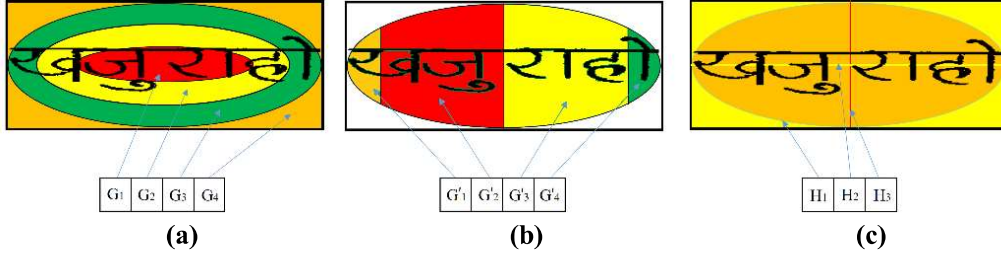 खजुराहो खजुराहो खजुराहो
G1 G2 G3 G4 G'1 G'2 G'3 G'4 H1 H2 H3
(a) (b) (c)